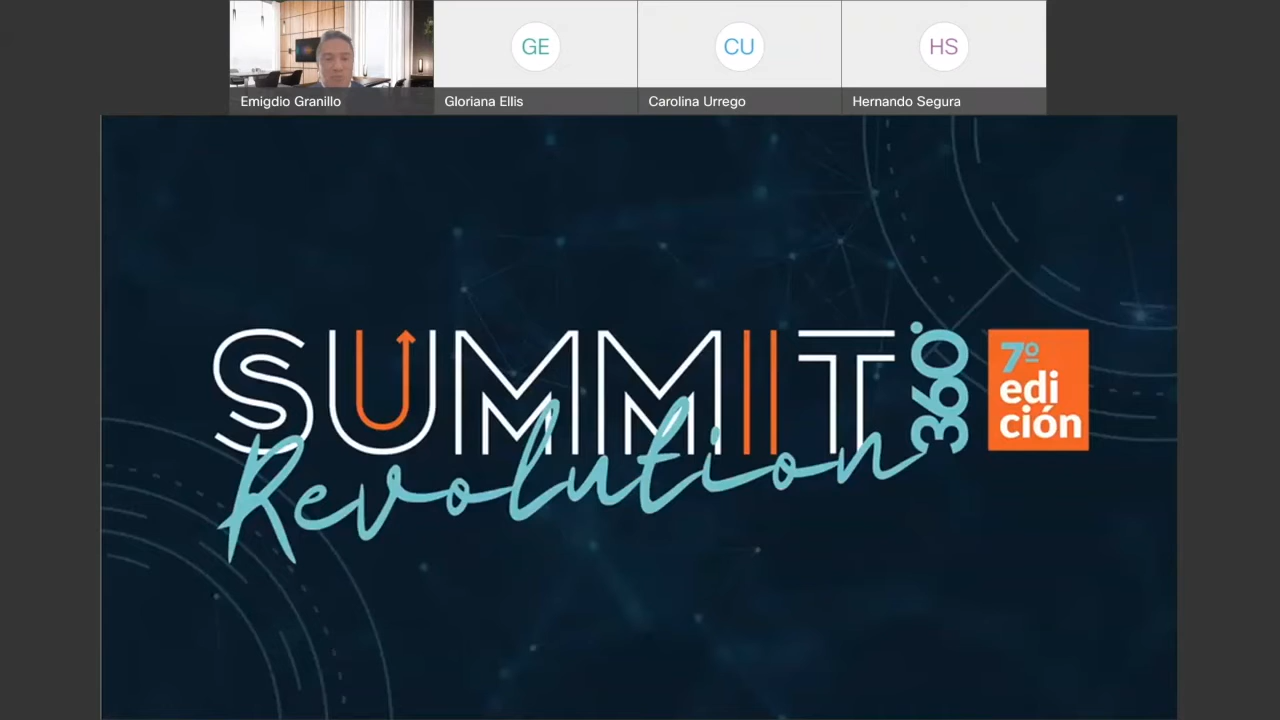 GE
CU
HS
Emigdio Granillo
Gloriana Ellis
Carolina Urrego
Hernando Segura
SUMMIT
360°
Revolution
7º
edi
ción